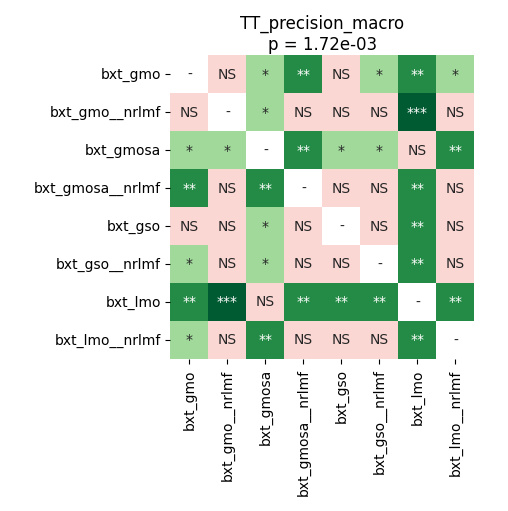 TT_precision_macro
p = 1.72e-03
bxt_gmo - NS * ** NS * ** *
bxt_gmo__nrlmf NS - * NS NS NS *** NS
bxt_gmosa * * - ** * * NS **
bxt_gmosa__nrlmf ** NS ** - NS NS ** NS
bxt_gso NS NS * NS - NS ** NS
bxt_gso__nrlmf * NS * NS NS - ** NS
bxt_lmo ** *** NS ** ** ** - **
bxt_lmo__nrlmf * NS ** NS NS NS ** -
bxt_gmo
bxt_gmo__nrlmf
bxt_gmosa
bxt_gmosa__nrlmf
bxt_gso
bxt_gso__nrlmf
bxt_lmo
bxt_lmo__nrlmf